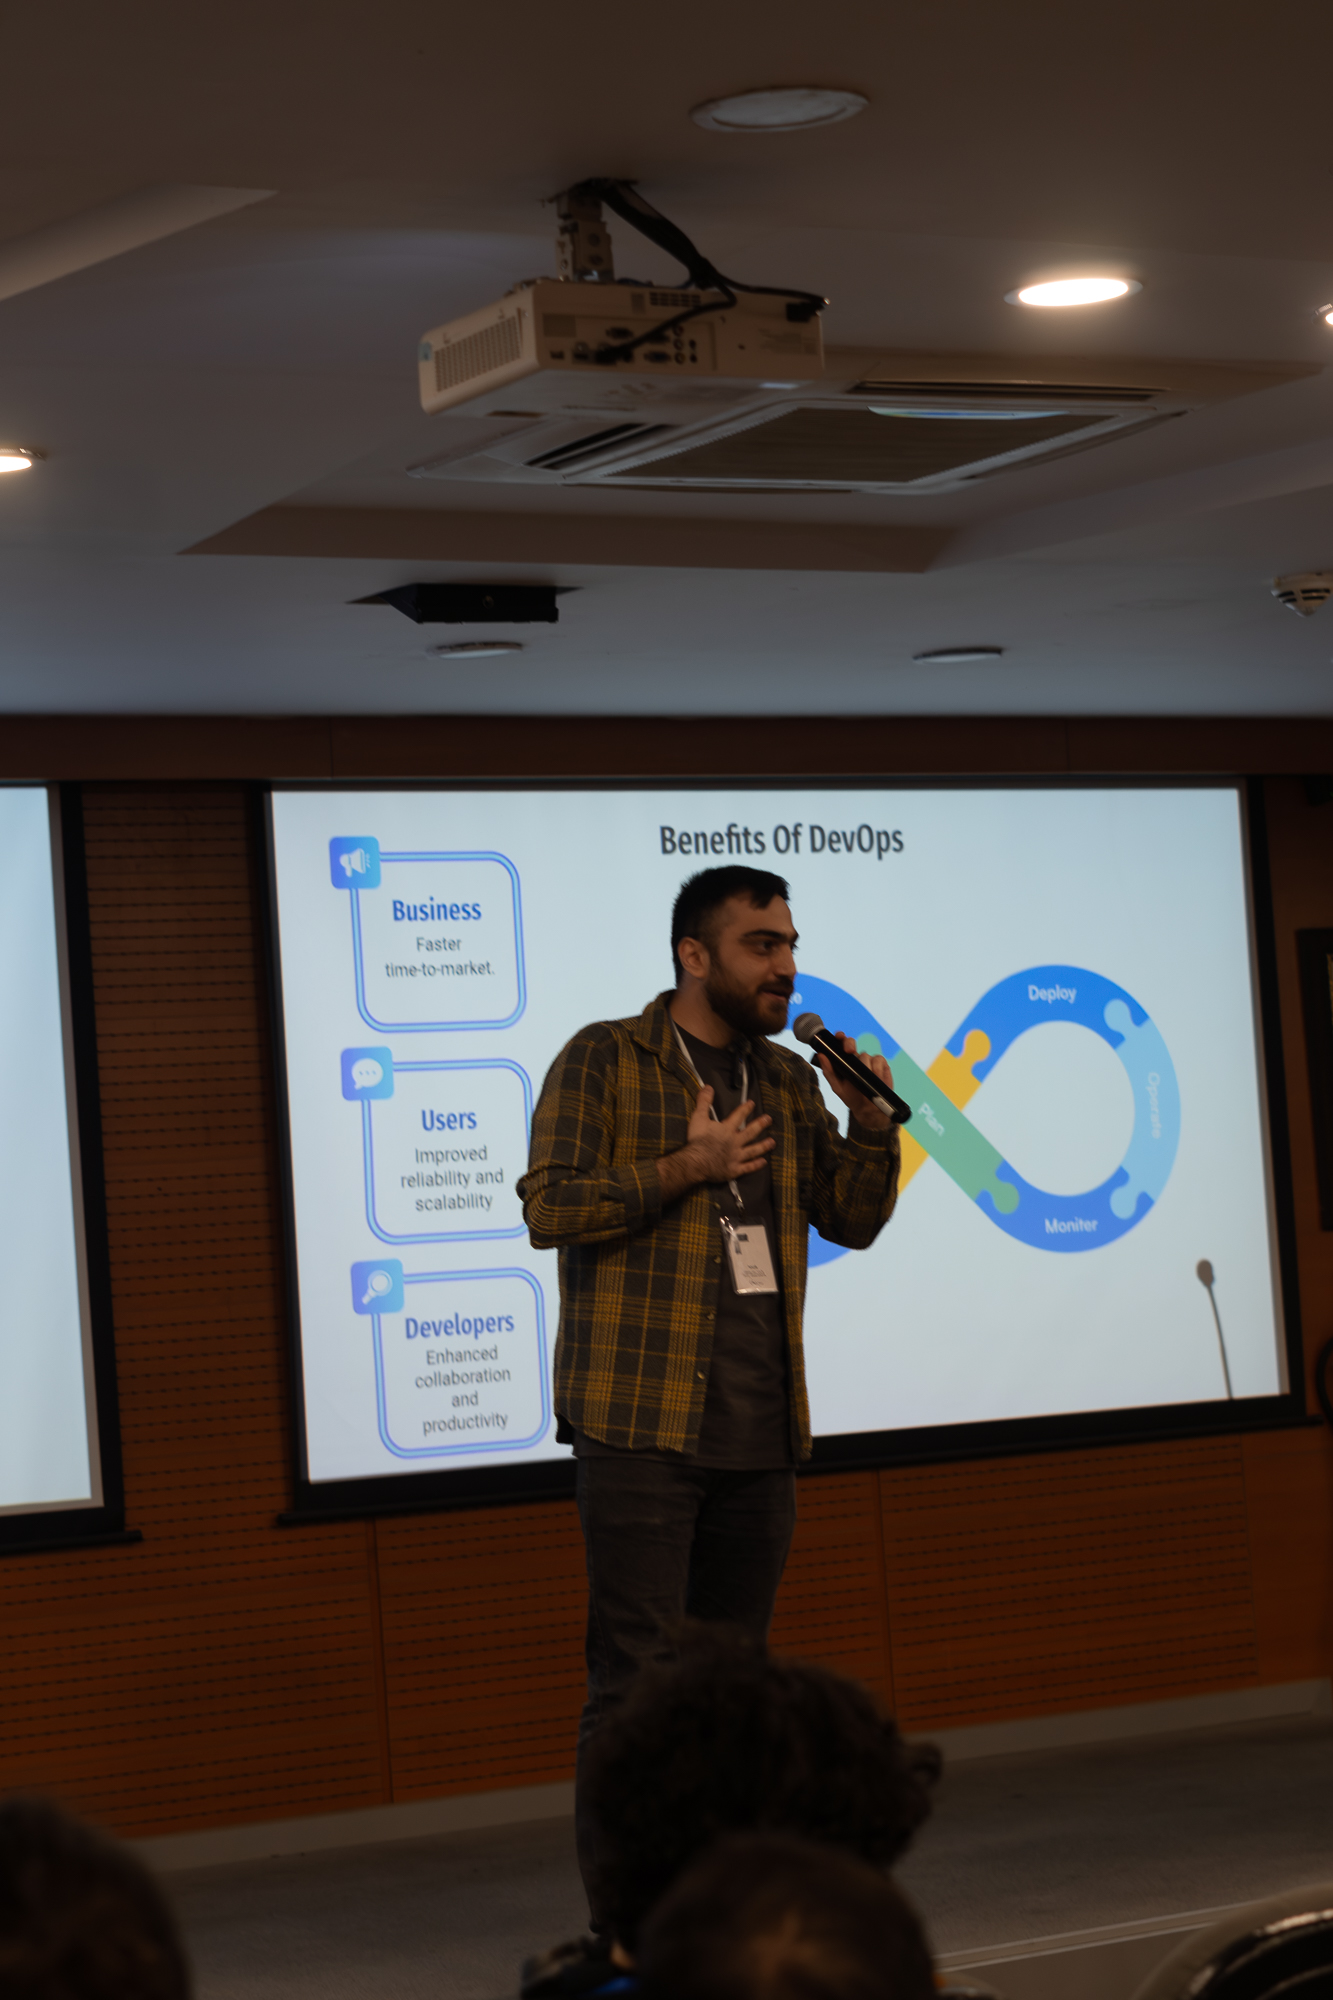 Benefits Of DevOps
Business
Faster
time-to-market.
Users
Improved
reliability and
scalability
Developers
Enhanced
collaboration
and
productivity
Deploy
Operate
Plan
Moniter